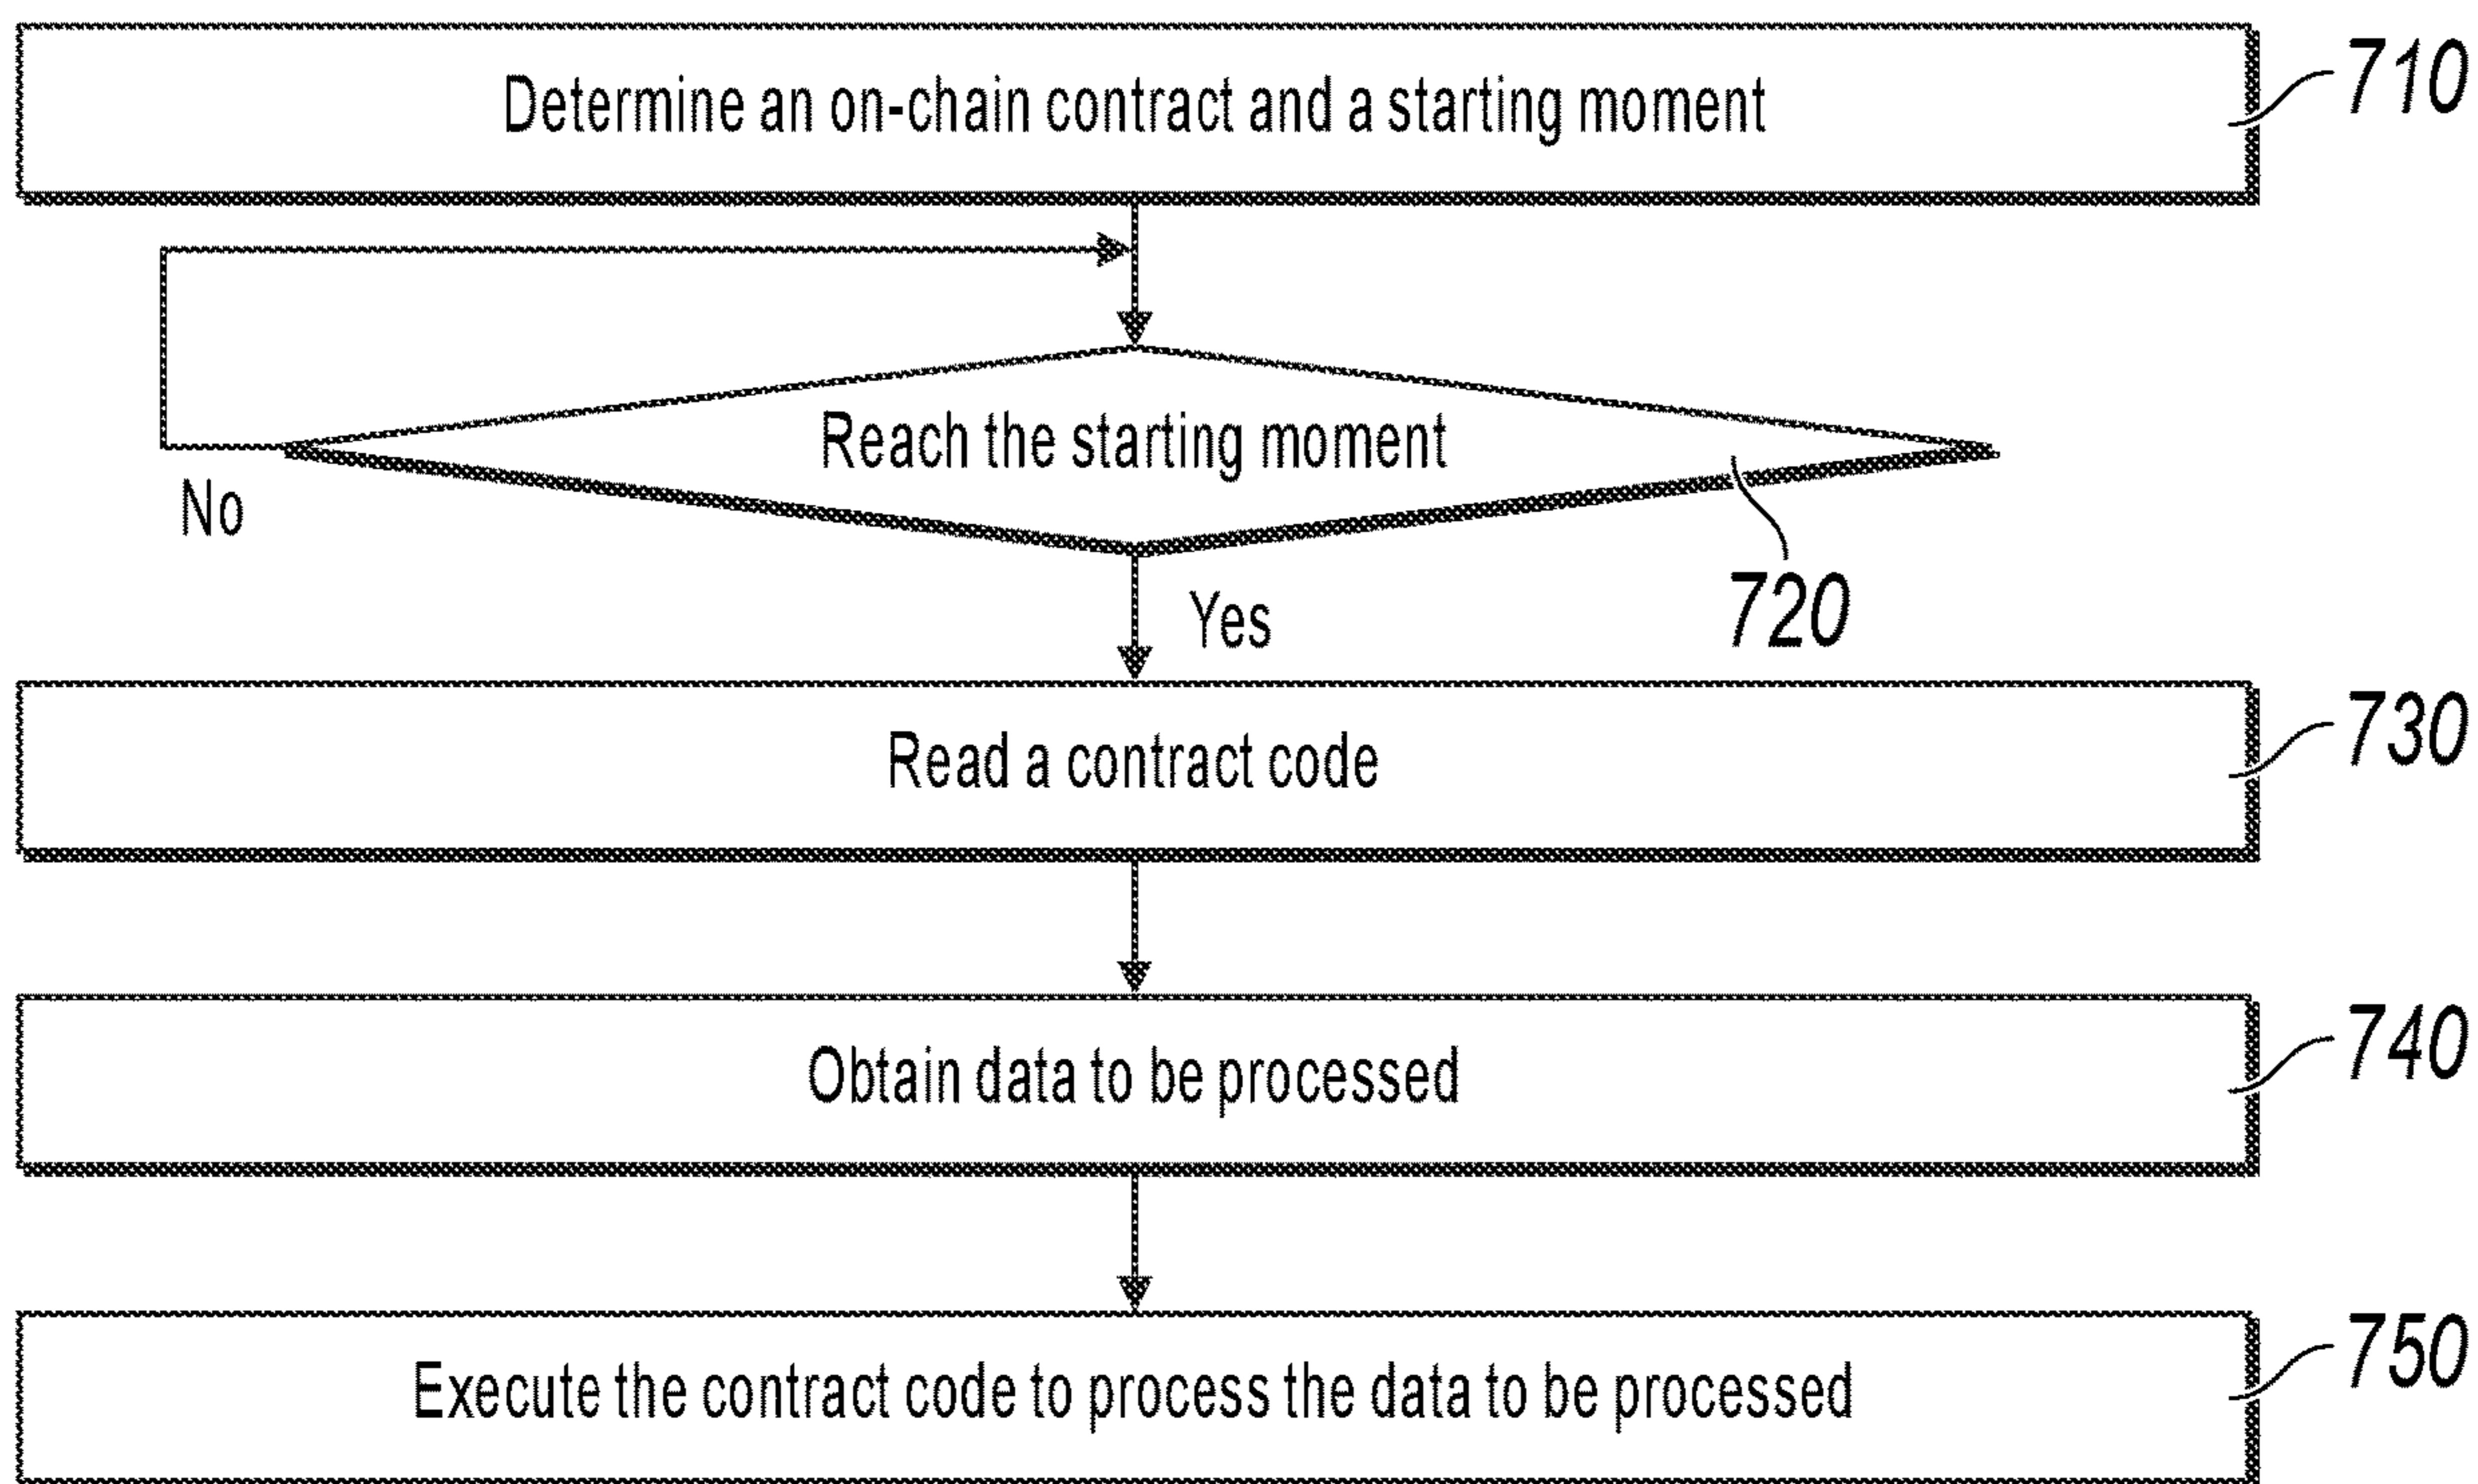 Determine an on-chain contract and a starting moment
710
Reach the starting moment
No
720
Yes
Read a contract code
730
Obtain data to be processed
740
Execute the contract code to process the data to be processed
750